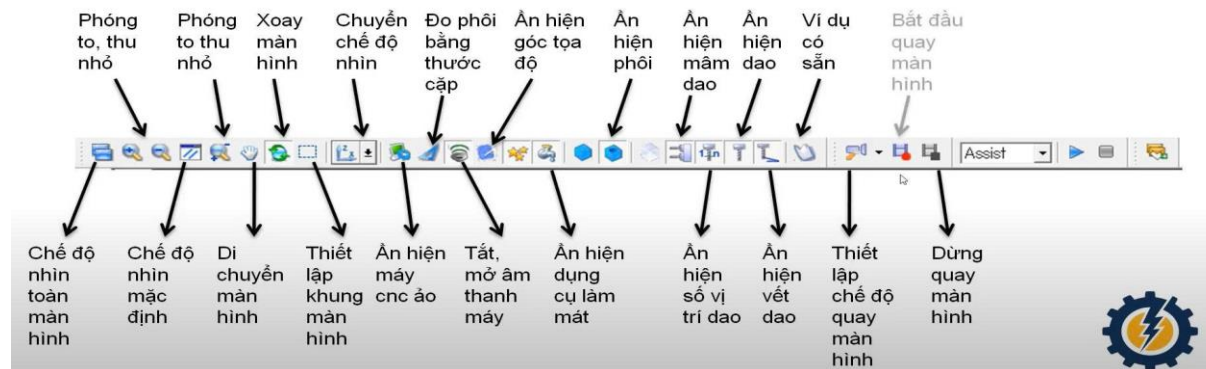 Phóng
to, thu
nhỏ
Phóng
to thu
nhỏ
Xoay
màn
hình
Chuyển
chế độ
nhìn
Đo phôi
bằng
thước
cặp
Ẩn hiện
góc tọa
độ
Ẩn
hiện
phôi
Ẩn
hiện
mâm
dao
Ẩn
hiện
dao
Ví dụ
có
sẵn
Bắt đầu
quay
màn
hình
Assist
Chế độ
nhìn
toàn
màn
hình
Chế độ
nhìn
mặc
định
Di
chuyển
màn
hình
Thiết
lập
khung
màn
hình
Ẩn hiện
máy
cnc ảo
Tắt,
mở âm
thanh
máy
Ẩn hiện
dụng
cụ làm
mát
Ẩn
hiện
số vị
trí dao
Ẩn
hiện
vết
dao
Thiết
lập
chế độ
quay
màn
hình
Dừng
quay
màn
hình